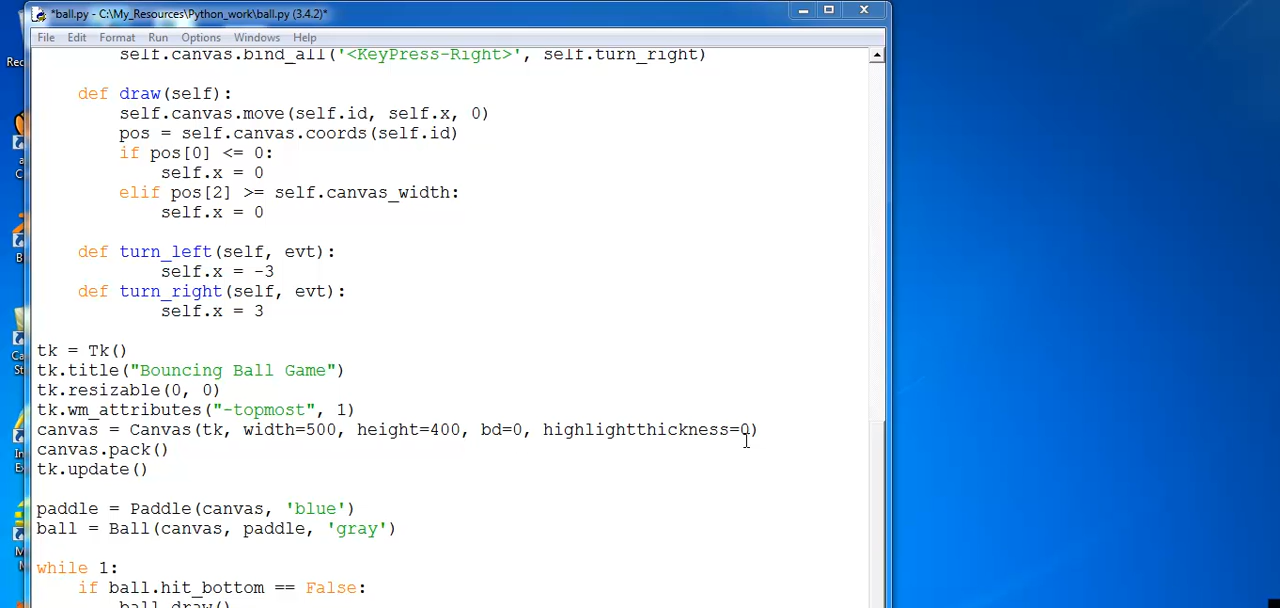 *ball.py - C:\My_Resources\Python_work\ball.py (3.4.2)*
File Edit Format Run Options Windows Help
        self.canvas.bind_all('<KeyPress-Right>', self.turn_right)
    def draw(self):
        self.canvas.move(self.id, self.x, 0)
        pos = self.canvas.coords(self.id)
        if pos[0] <= 0:
            self.x = 0
        elif pos[2] >= self.canvas_width:
            self.x = 0
    def turn_left(self, evt):
            self.x = -3
    def turn_right(self, evt):
            self.x = 3
tk = Tk()
tk.title("Bouncing Ball Game")
tk.resizable(0, 0)
tk.wm_attributes("-topmost", 1)
canvas = Canvas(tk, width=500, height=400, bd=0, highlightthickness=0)
canvas.pack()
tk.update()
paddle = Paddle(canvas, 'blue')
ball = Ball(canvas, paddle, 'gray')
while 1:
    if ball.hit_bottom == False:
        ball.draw()